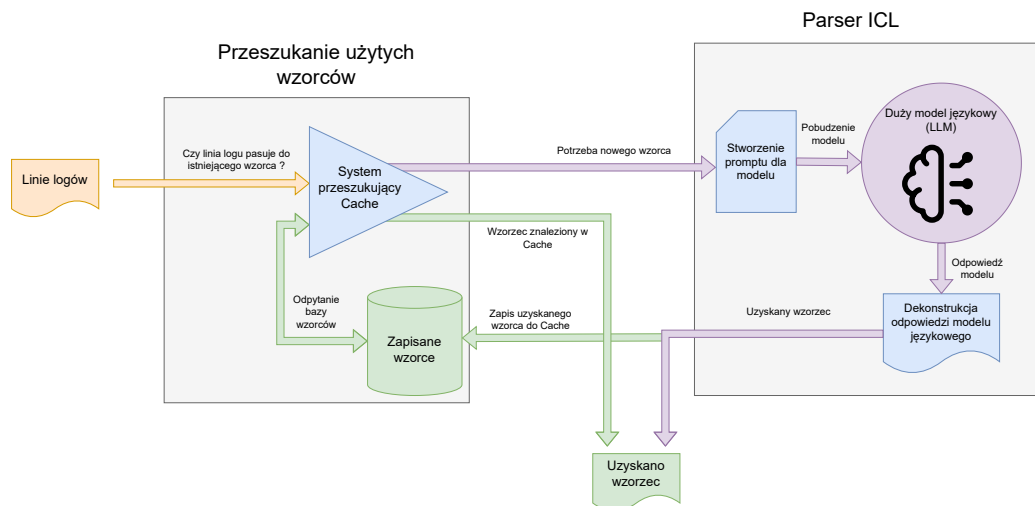 Parser ICL
Przeszukanie użytych
wzorców
Linie logów
Czy linia logu pasuje do
istniejącego wzorca ?
System
przeszukujący
Cache
Potrzeba nowego wzorca
Stworzenie
promptu dla
modelu
Pobudzenie
modelu
Duży model językowy
(LLM)
Wzorzec znaleziony w
Cache
Odpowiedź
modelu
Odpytanie
bazy
wzorców
Zapisane
wzorce
Zapis uzyskanego
wzorca do Cache
Uzyskany wzorzec
Dekonstrukcja
odpowiedzi modelu
językowego
Uzyskano
wzorzec